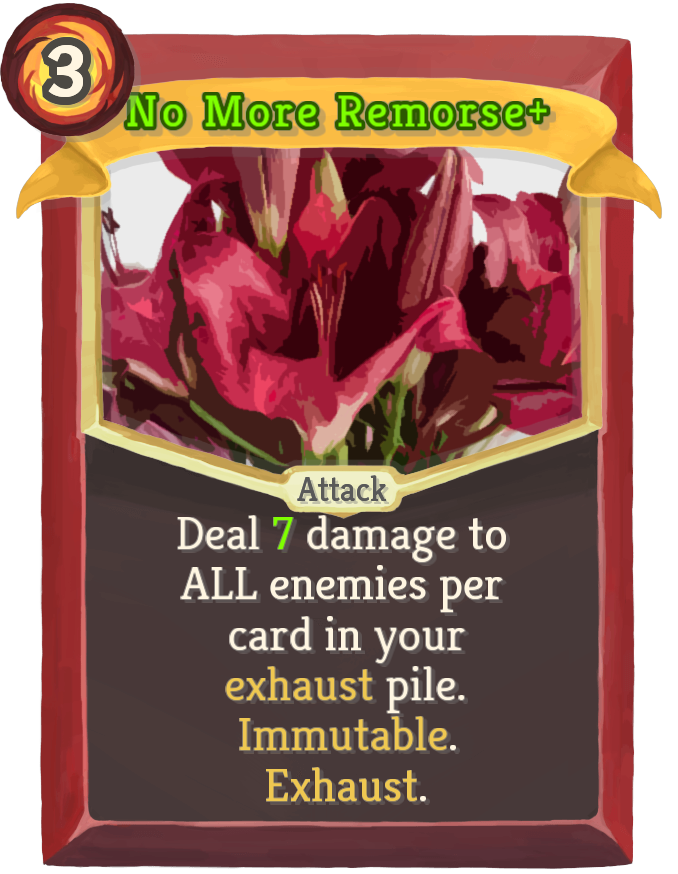 3
No More Remorse+
Attack
Deal 7 damage to
ALL enemies per
card in your
exhaust pile.
Immutable.
Exhaust.